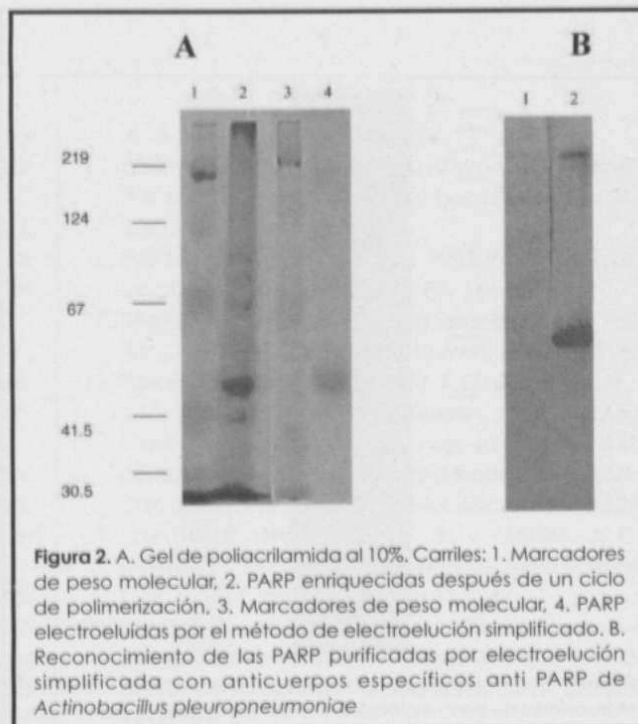 A B
1 2 3 4 1 2
219
124
67
41.5
30.5
Figura 2. A. Gel de poliacrilamida al 10%. Carriles: 1. Marcadores
de peso molecular, 2. PARP enriquecidas después de un ciclo
de polimerización. 3. Marcadores de peso molecular, 4. PARP
electroeluídas por el método de electroelución simplificado. B.
Reconocimiento de las PARP purificadas por electroelución
simplificada con anticuerpos específicos anti PARP de
Actinobacillus pleuropneumoniae